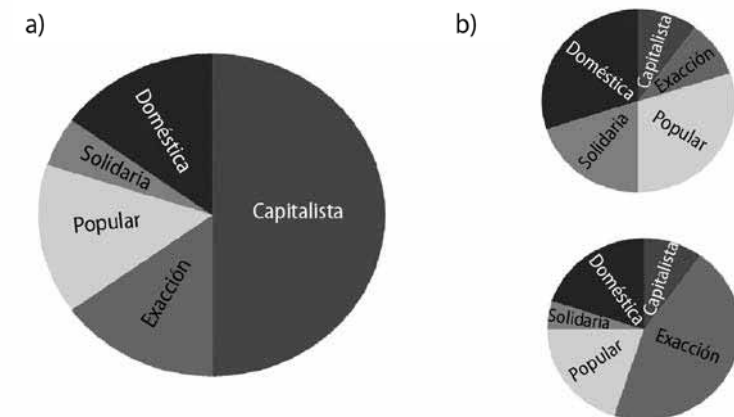 a)
Doméstica
Solidaria
Popular
Exacción
Capitalista
b)
Doméstica
Capitalista
Exacción
Popular
Solidaria
Doméstica
Capitalista
Solidaria
Exacción
Popular